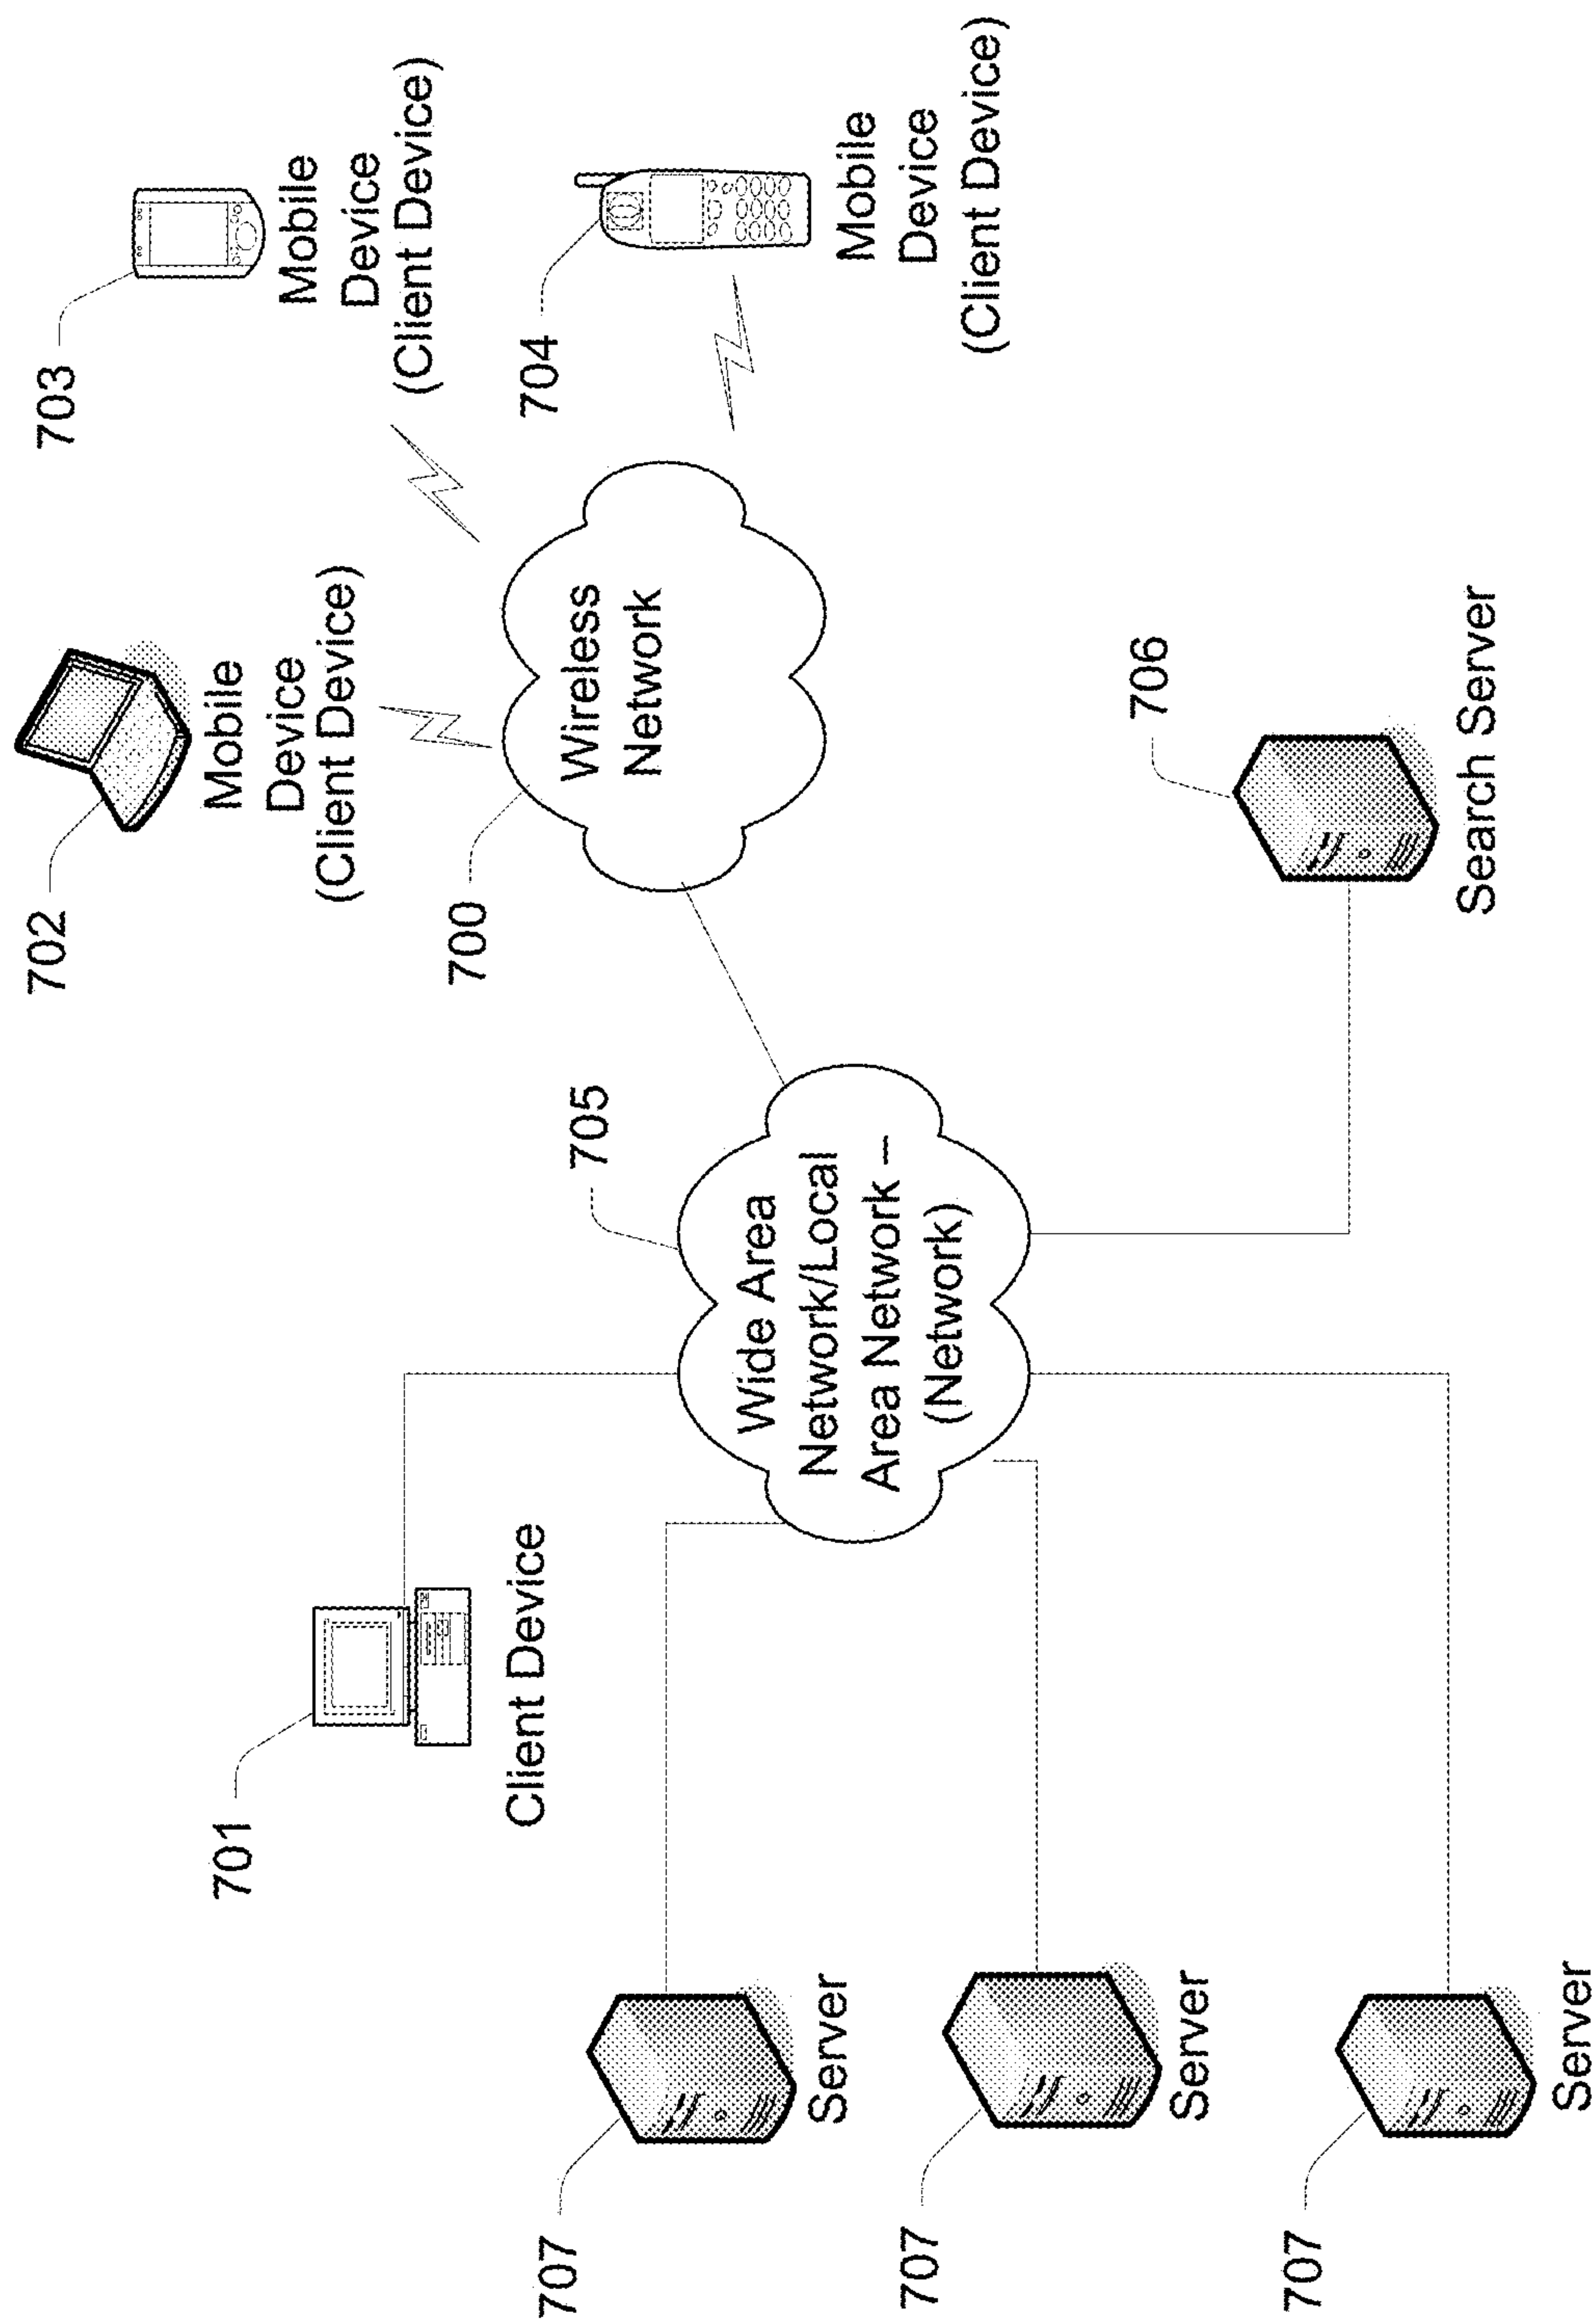 702
Mobile
Device
(Client Device)
703
Mobile
Device
(Client Device)
700
Wireless
Network
704
Mobile
Device
(Client Device)
701
Client Device
705
Wide Area
Network/Local
Area Network –
(Network)
707
Server
707
Server
707
Server
706
Search Server